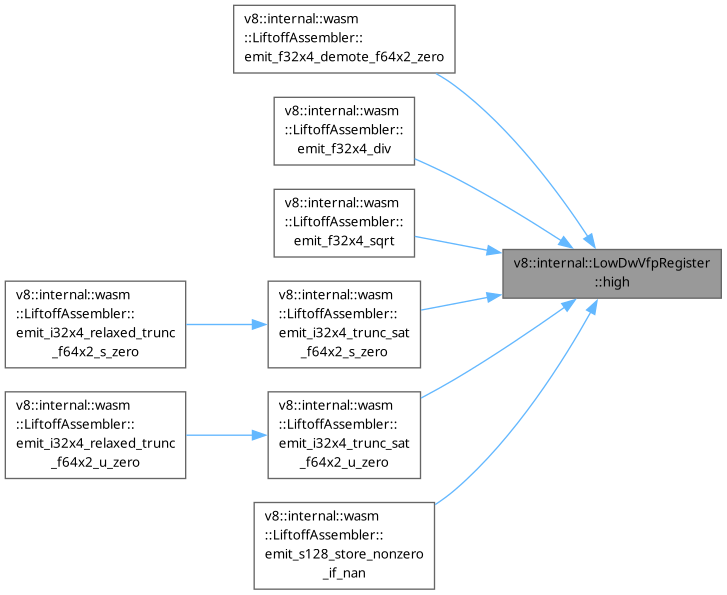 v8::internal::wasm
::LiftoffAssembler::
emit_f32x4_demote_f64x2_zero
v8::internal::wasm
::LiftoffAssembler::
emit_f32x4_div
v8::internal::wasm
::LiftoffAssembler::
emit_f32x4_sqrt
v8::internal::LowDwVfpRegister
::high
v8::internal::wasm
::LiftoffAssembler::
emit_i32x4_relaxed_trunc
_f64x2_s_zero
v8::internal::wasm
::LiftoffAssembler::
emit_i32x4_trunc_sat
_f64x2_s_zero
v8::internal::wasm
::LiftoffAssembler::
emit_i32x4_relaxed_trunc
_f64x2_u_zero
v8::internal::wasm
::LiftoffAssembler::
emit_i32x4_trunc_sat
_f64x2_u_zero
v8::internal::wasm
::LiftoffAssembler::
emit_s128_store_nonzero
_if_nan